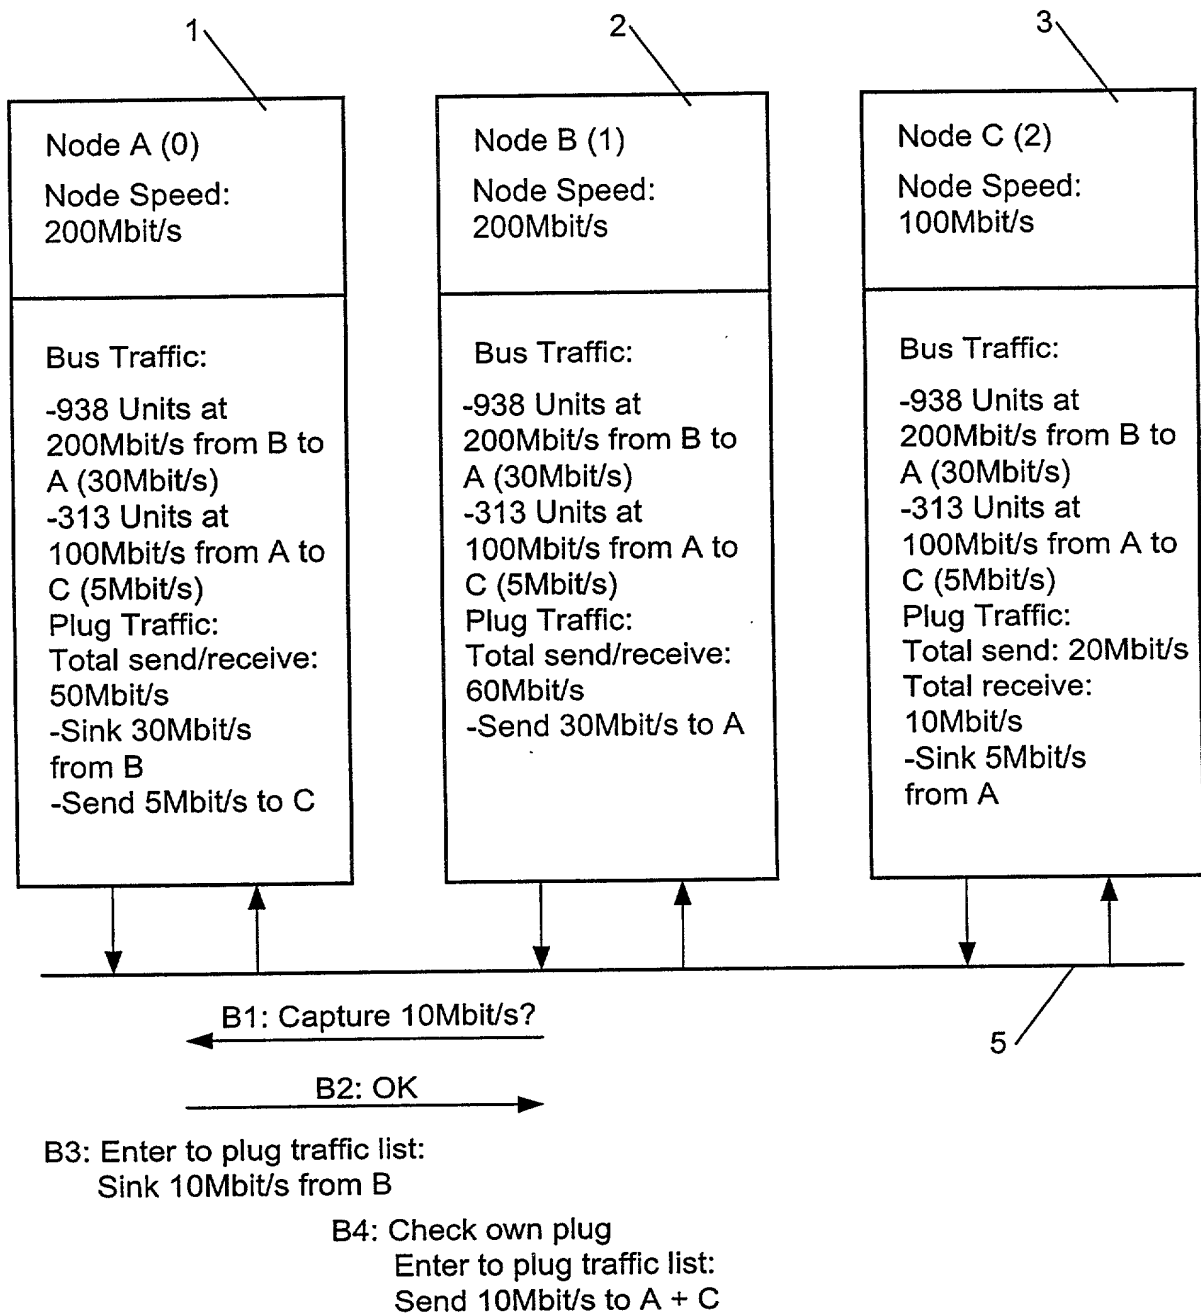 1
2
3
Node A (0)
Node Speed:
200Mbit/s
Bus Traffic:
-938 Units at
200Mbit/s from B to
A (30Mbit/s)
-313 Units at
100Mbit/s from A to
C (5Mbit/s)
Plug Traffic:
Total send/receive:
50Mbit/s
-Sink 30Mbit/s
from B
-Send 5Mbit/s to C
Node B (1)
Node Speed:
200Mbit/s
Bus Traffic:
-938 Units at
200Mbit/s from B to
A (30Mbit/s)
-313 Units at
100Mbit/s from A to
C (5Mbit/s)
Plug Traffic:
Total send/receive:
60Mbit/s
-Send 30Mbit/s to A
Node C (2)
Node Speed:
100Mbit/s
Bus Traffic:
-938 Units at
200Mbit/s from B to
A (30Mbit/s)
-313 Units at
100Mbit/s from A to
C (5Mbit/s)
Plug Traffic:
Total send: 20Mbit/s
Total receive:
10Mbit/s
-Sink 5Mbit/s
from A
B1: Capture 10Mbit/s?
5
B2: OK
B3: Enter to plug traffic list:
Sink 10Mbit/s from B
B4: Check own plug
Enter to plug traffic list:
Send 10Mbit/s to A + C